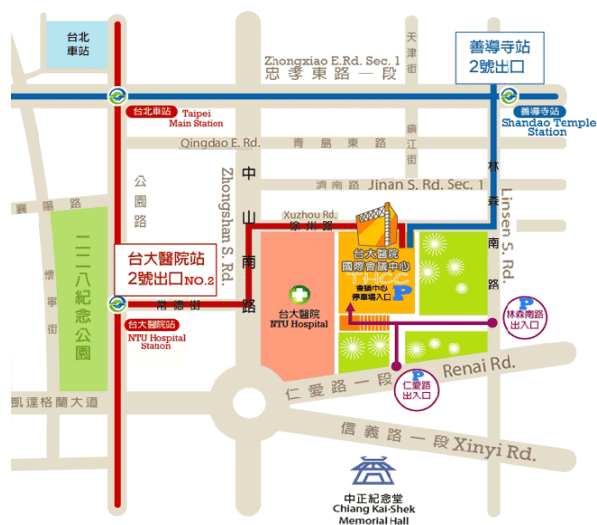 台北
車站
Zhongxiao E.Rd. Sec. 1
忠孝東路一段
天津街
善導寺站
2號出口
台北車站
Taipei
Main Station
善導寺站
Shandao Temple
Station
Qingdao E. Rd.
青島東路
鎮江街
濟南路
Jinan S. Rd. Sec. 1
中山南路
Zhongshan S. Rd.
公園路
襄陽路
懷寧街
二二八紀念公園
Xuzhou Rd.
徐州路
林森南路
Linsen S. Rd.
台大醫院
國際會議中心
THCC
會議中心
停車場入口
P
台大醫院站
2號出口NO.2
常德街
台大醫院站
NTU Hospital
Station
台大醫院
NTU Hospital
P
林森南路
出入口
P
仁愛路
出入口
凱達格蘭大道
仁愛路一段
Renai Rd.
信義路一段
Xinyi Rd.
中正紀念堂
Chiang Kai-Shek
Memorial Hall